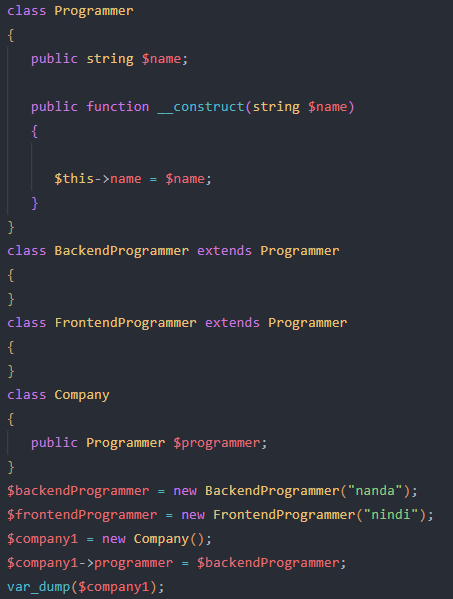 class Programmer
{
public string $name;
public function __construct(string $name)
{
$this->name = $name;
}
}
class BackendProgrammer extends Programmer
{
}
class FrontendProgrammer extends Programmer
{
}
class Company
{
public Programmer $programmer;
}
$backendProgrammer = new BackendProgrammer("nanda");
$frontendProgrammer = new FrontendProgrammer("nindi");
$company1 = new Company();
$company1->programmer = $backendProgrammer;
var_dump($company1);